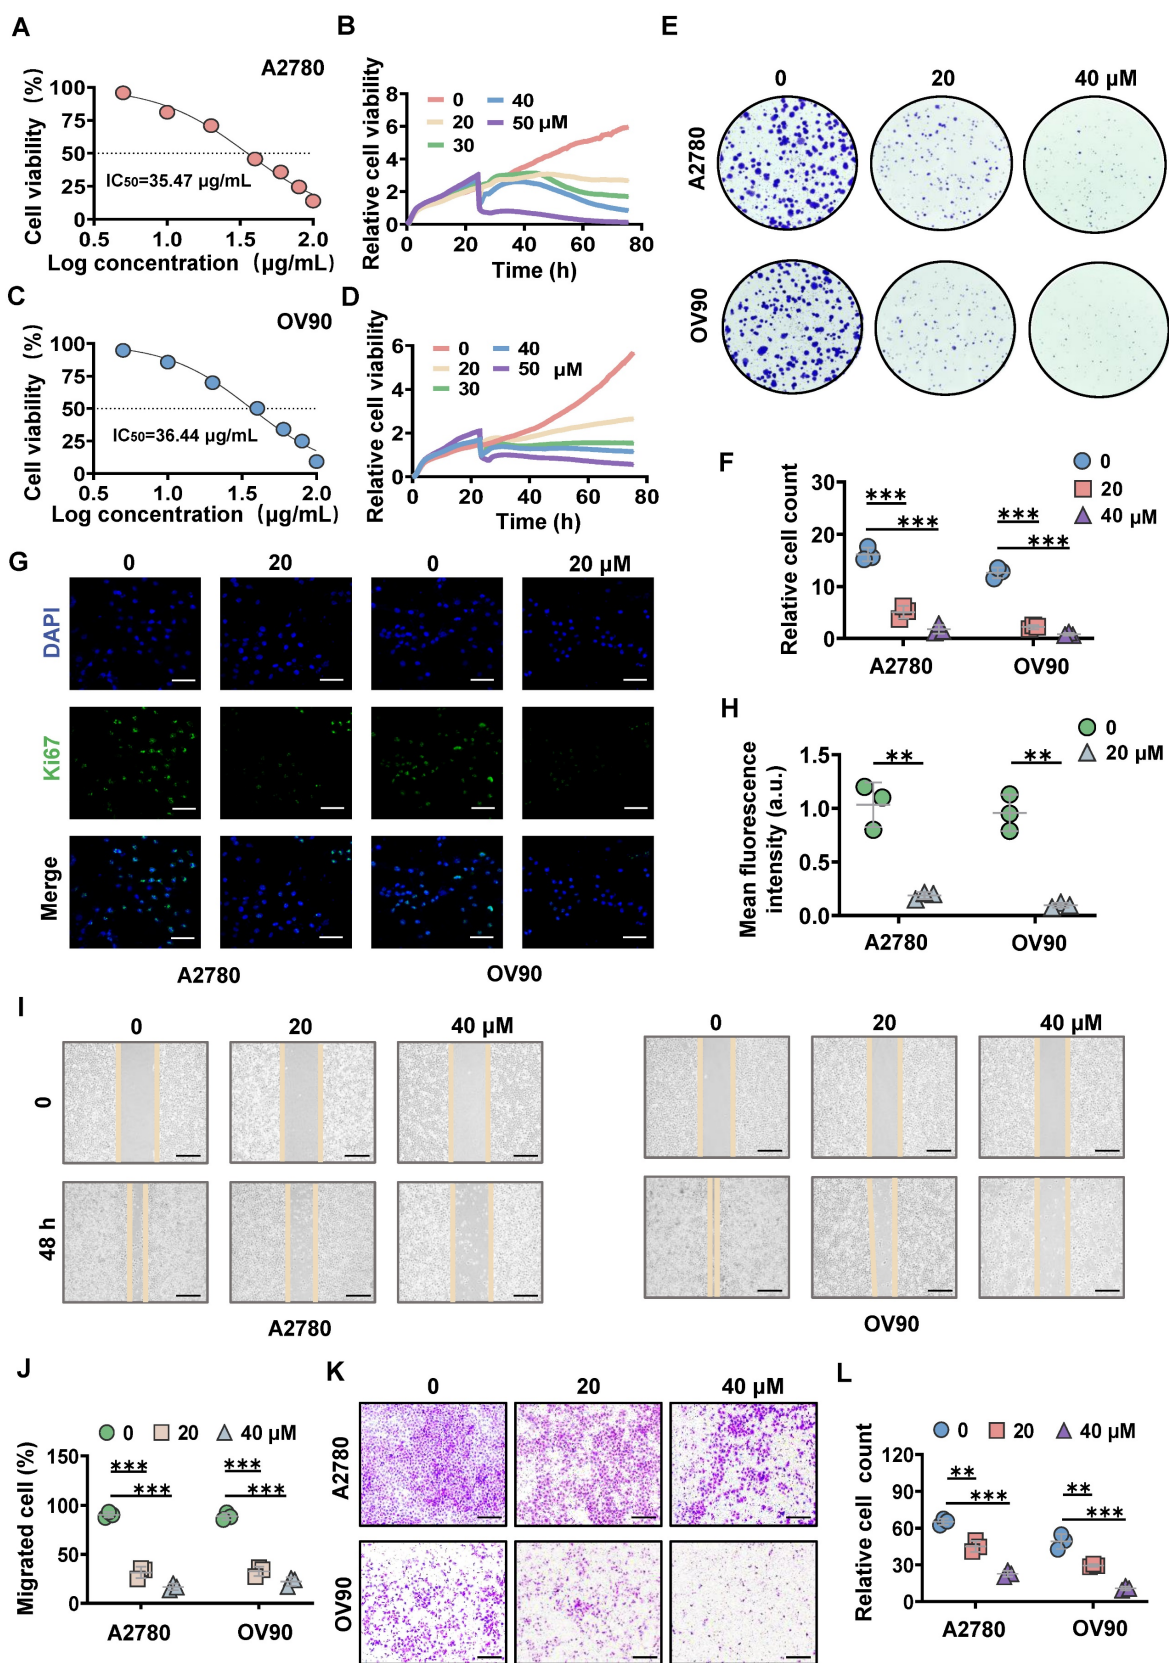 A
A2780
Cell viability (%)
100
75
50
25
0
IC50=35.47 µg/mL
0.5 1.0 1.5 2.0
Log concentration (µg/mL)
B
Relative cell viability
8
6
4
2
0
0 40
20 50 µM
30
0 20 40 60 80
Time (h)
C
OV90
Cell viability (%)
100
75
50
25
0
IC50=36.44 µg/mL
0.5 1.0 1.5 2.0
Log concentration (µg/mL)
D
Relative cell viability
6
4
2
0
0 40
20 50 µM
30
0 20 40 60 80
Time (h)
E
0 20 40 µM
A2780
OV90
F
Relative cell count
30
20
10
0
0
20
40 µM
*** *** *** ***
A2780 OV90
G
0 20 0 20 µM
DAPI
Ki67
Merge
A2780 OV90
H
Mean fluorescence
intensity (a.u.)
1.5
1.0
0.5
0.0
0
20 µM
** **
A2780 OV90
I
0 20 40 µM 0 20 40 µM
0
48 h
A2780 OV90
J
0 20 40 µM
Migrated cell (%)
150
100
50
0
*** *** *** ***
A2780 OV90
K
0 20 40 µM
A2780
OV90
L
0 20 40 µM
Relative cell count
120
90
60
30
0
** *** ** ***
A2780 OV90